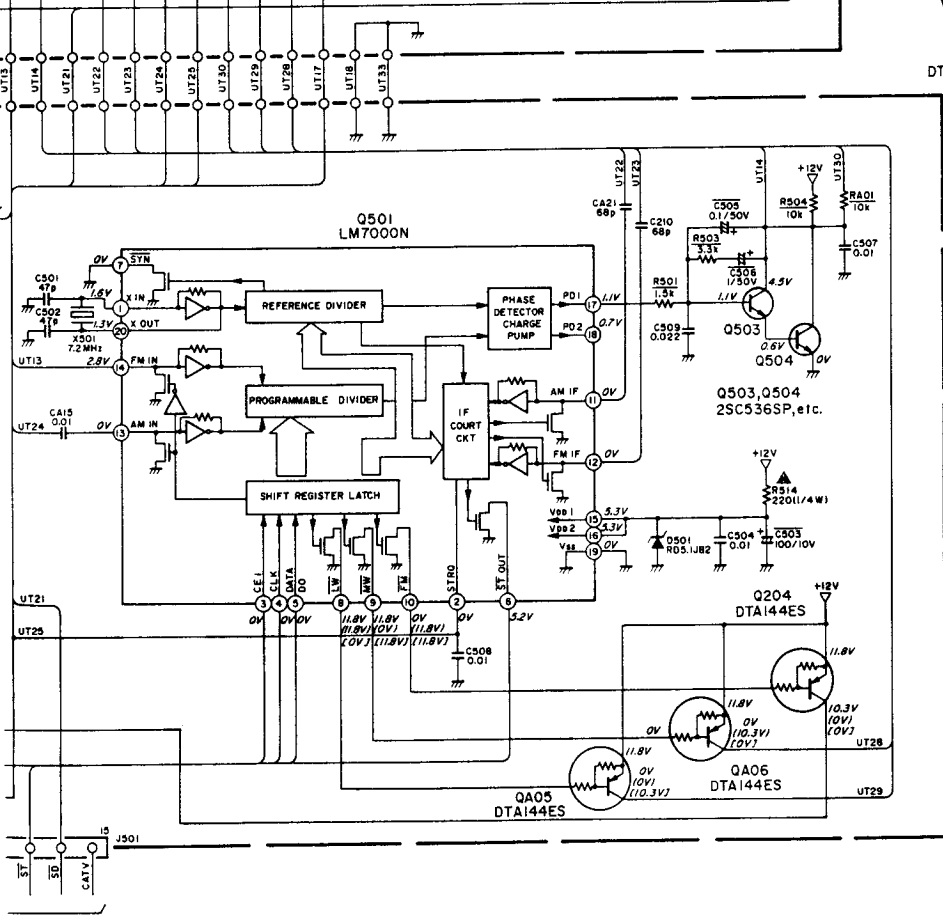 UT13
UT14
UT21
UT22
UT23
UT24
UT25
UT30
UT29
UT28
UT17
UT18
UT33
DT
UT22
UT23
UT14
UT30
+12V
CA21
68p
C210
68p
C505
0.1/50V
R504
10k
RA01
10k
R503
3.3k
C506
1/50V
C507
0.01
Q501
LM7000N
0V
7
SYN
C501
47p
1.6V
1
X IN
C502
47p
1.3V
20
X OUT
X501
7.2MHz
REFERENCE DIVIDER
PHASE
DETECTOR
CHARGE
PUMP
PD1
17
1.1V
PD2
18
0.7V
R501
1.5k
1.1V
4.5V
C509
0.022
Q503
0.6V
Q504
0V
UT13
2.8V
14
FM IN
PROGRAMMABLE DIVIDER
CA15
0.01
UT24
0V
13
AM IN
IF
COURT
CKT
AM IF
11
0V
FM IF
12
0V
Q503,Q504
2SC536SP,etc.
SHIFT REGISTER LATCH
+12V
R514
220(1/4W)
VDD1
15
5.3V
VDD2
16
5.3V
VSS
19
0V
D501
RD5.1JB2
C504
0.01
C503
100/10V
CE1
CLK
DATA
DO
LW
MW
FM
STRQ
ST OUT
3
4
5
8
9
10
2
6
0V
0V
0V
11.8V
11.8V
0V
0V
5.2V
(11.8V)
(0V)
(11.8V)
[0V]
[11.8V]
[11.8V]
C508
0.01
UT21
UT25
Q204
DTA144ES
+12V
11.8V
10.3V
(0V)
[0V]
11.8V
0V
(10.3V)
[0V]
0V
11.8V
0V
(0V)
[10.3V]
UT28
QA06
DTA144ES
UT29
QA05
DTA144ES
15
J501
ST
SD
CATV